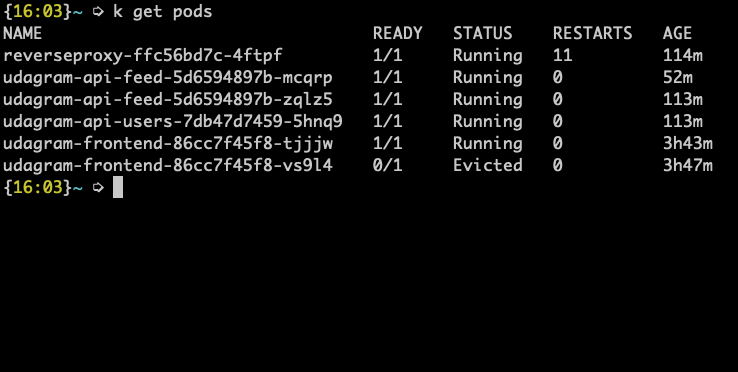 {16:03}~ ➩ k get pods
NAME READY STATUS RESTARTS AGE
reverseproxy-ffc56bd7c-4ftpf 1/1 Running 11 114m
udagram-api-feed-5d6594897b-mcqrp 1/1 Running 0 52m
udagram-api-feed-5d6594897b-zqlz5 1/1 Running 0 113m
udagram-api-users-7db47d7459-5hnq9 1/1 Running 0 113m
udagram-frontend-86cc7f45f8-tjjjw 1/1 Running 0 3h43m
udagram-frontend-86cc7f45f8-vs9l4 0/1 Evicted 0 3h47m
{16:03}~ ➩